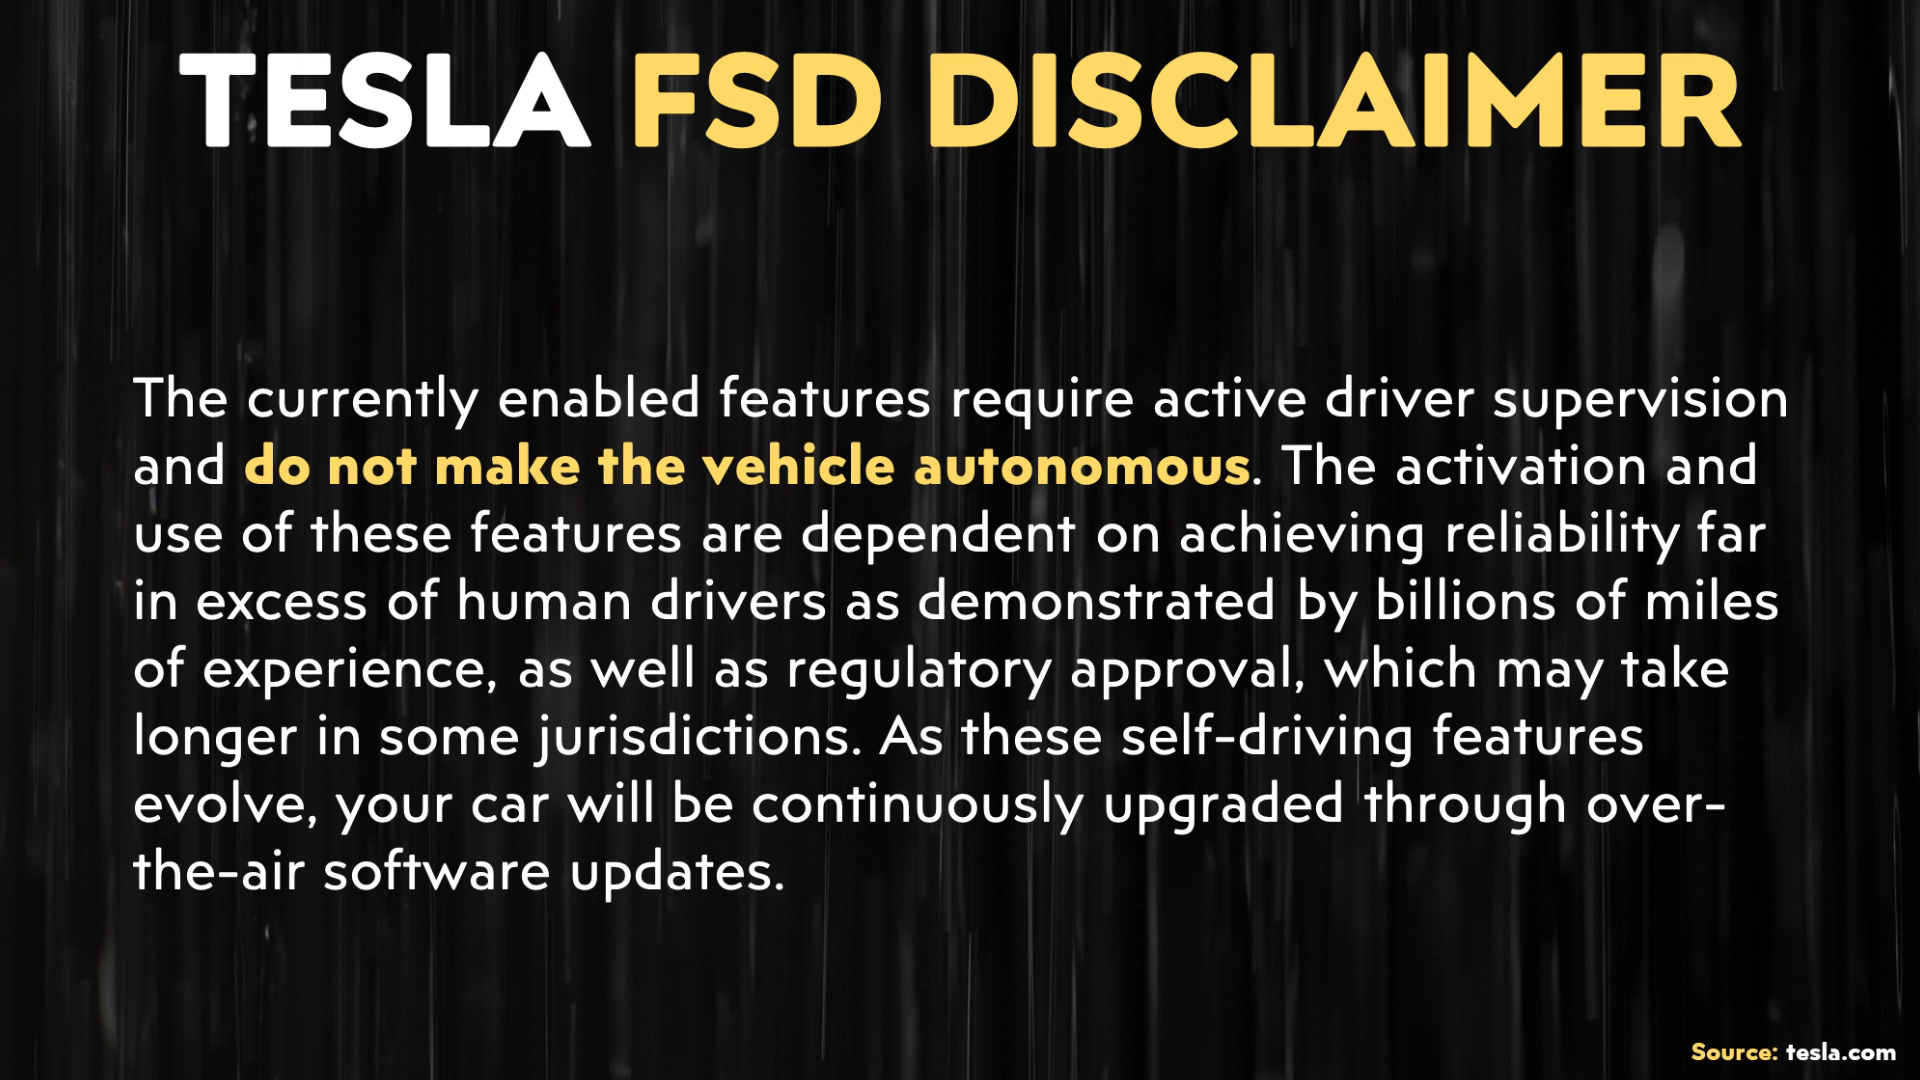 TESLA FSD DISCLAIMER
The currently enabled features require active driver supervision
and do not make the vehicle autonomous. The activation and
use of these features are dependent on achieving reliability far
in excess of human drivers as demonstrated by billions of miles
of experience, as well as regulatory approval, which may take
longer in some jurisdictions. As these self-driving features
evolve, your car will be continuously upgraded through over-
the-air software updates.
Source: tesla.com